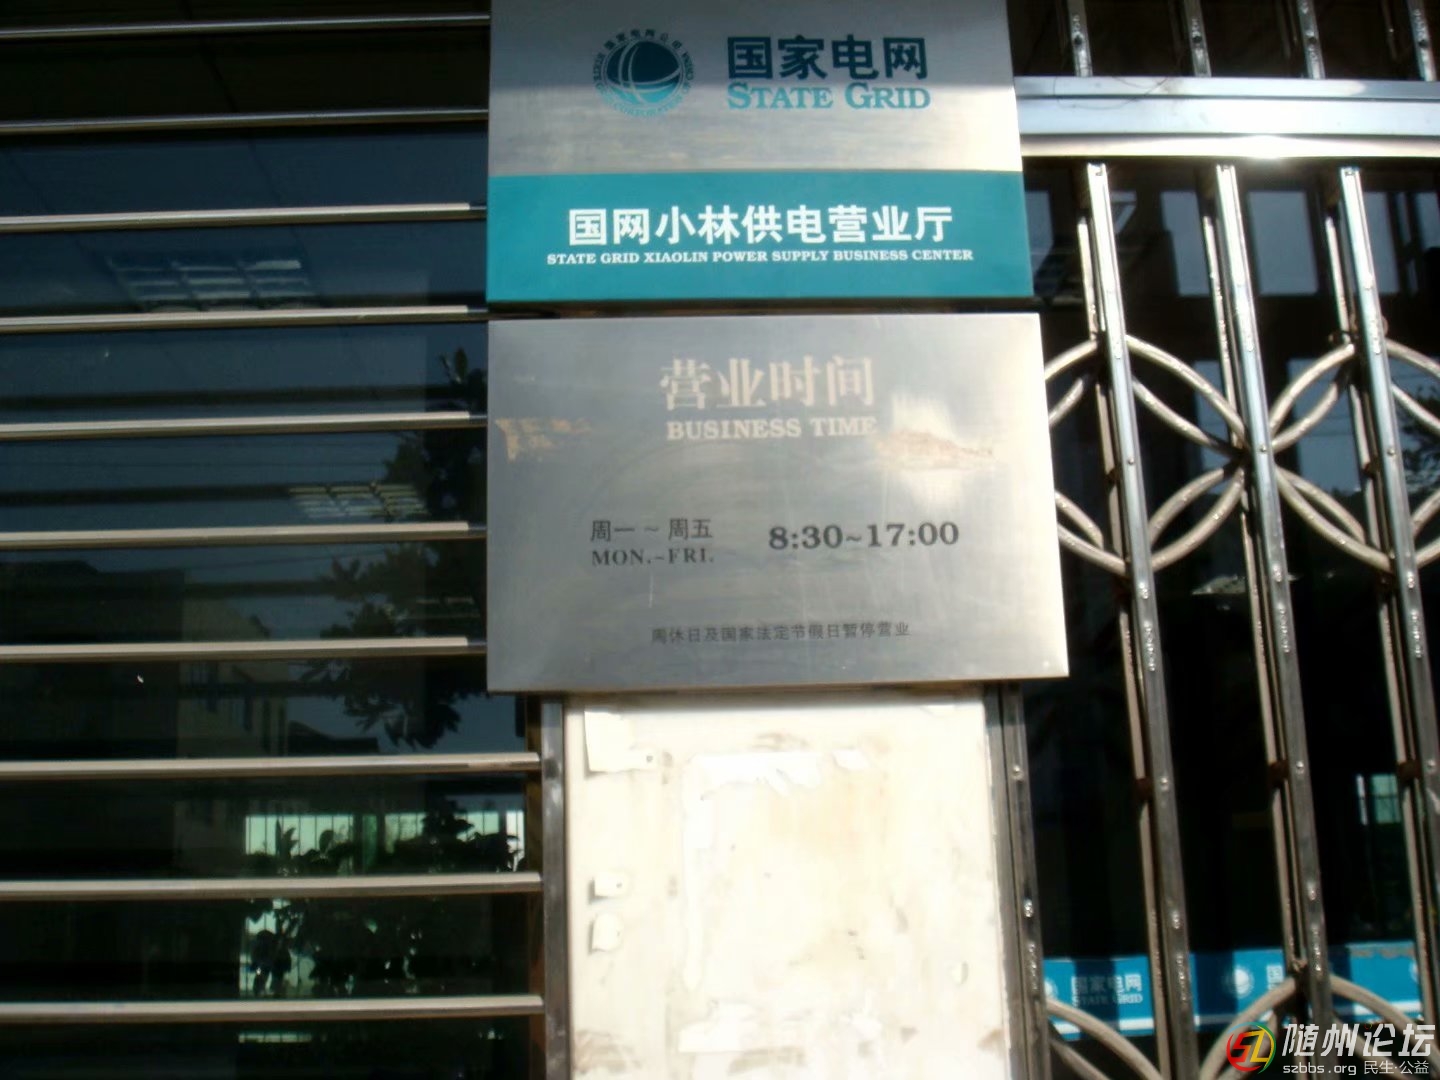 国家电网
STATE GRID
国网小林供电营业厅
STATE GRID XIAOLIN POWER SUPPLY BUSINESS CENTER
营业时间
BUSINESS TIME
周一~周五 8:30~17:00
MON.~FRI.
周休日及国家法定节假日暂停营业
国家电网
STATE GRID
国
随州论坛
szbbs.org 民生·公益